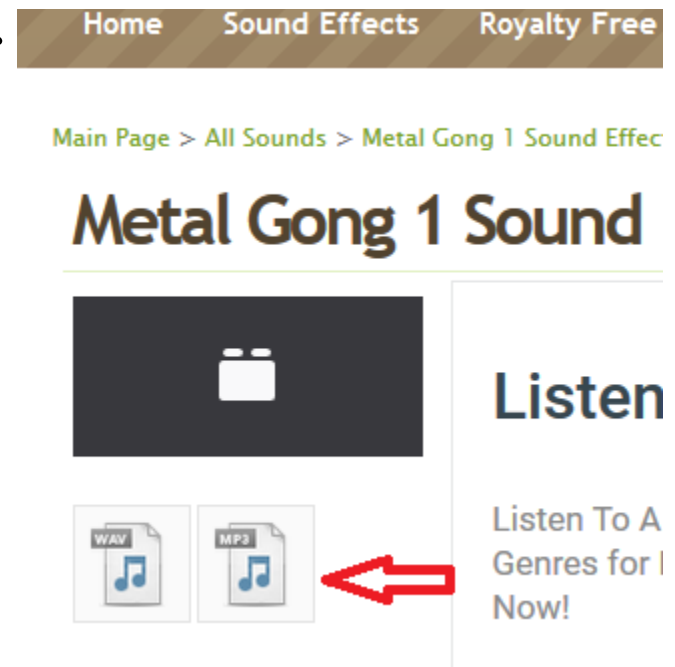 Home Sound Effects Royalty Free
Main Page > All Sounds > Metal Gong 1 Sound Effec
Metal Gong 1 Sound
Listen
WAV MP3
Listen To A
Genres for
Now!